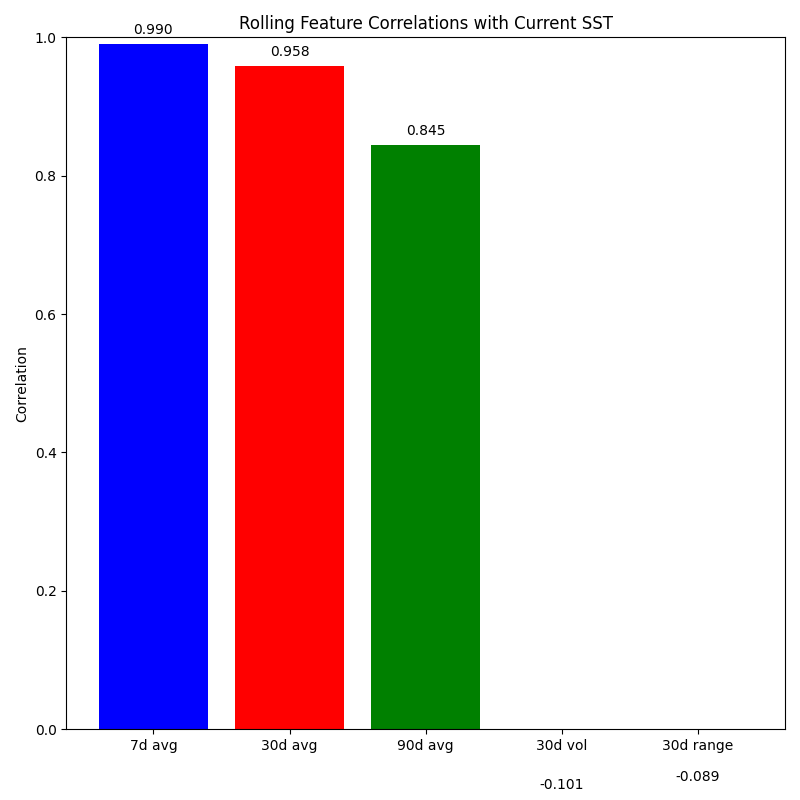 Rolling Feature Correlations with Current SST
0.990
0.958
0.845
1.0
0.8
0.6
0.4
0.2
0.0
Correlation
7d avg
30d avg
90d avg
30d vol
30d range
-0.101
-0.089